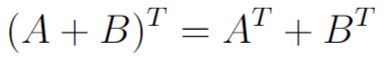 (A + B)^T = A^T + B^T